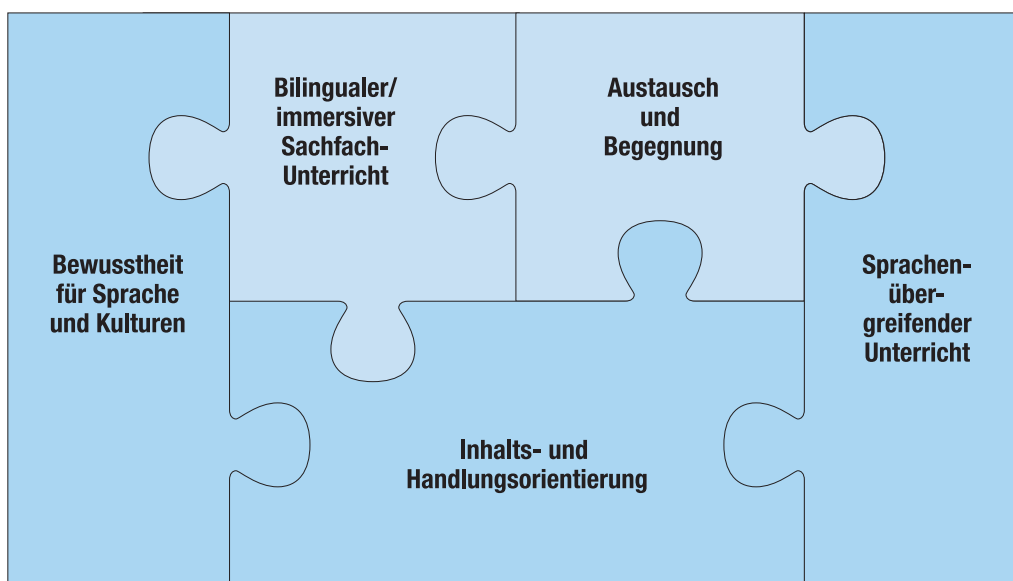 Bilingualer/
immersiver
Sachfach-
Unterricht
Austausch
und
Begegnung
Bewusstheit
für Sprache
und Kulturen
Sprachen-
über-
greifender
Unterricht
Inhalts- und
Handlungsorientierung